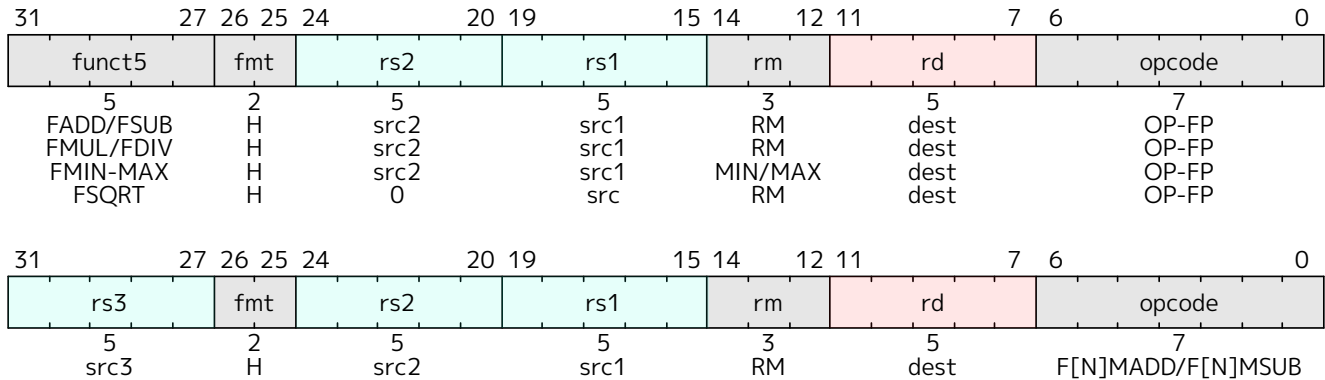 31 27 26 25 24 20 19 15 14 12 11 7 6 0
funct5 fmt rs2 rs1 rm rd opcode
5 2 5 5 3 5 7
FADD/FSUB H src2 src1 RM dest OP-FP
FMUL/FDIV H src2 src1 RM dest OP-FP
FMIN-MAX H src2 src1 MIN/MAX dest OP-FP
FSQRT H 0 src RM dest OP-FP
31 27 26 25 24 20 19 15 14 12 11 7 6 0
rs3 fmt rs2 rs1 rm rd opcode
5 2 5 5 3 5 7
src3 H src2 src1 RM dest F[N]MADD/F[N]MSUB